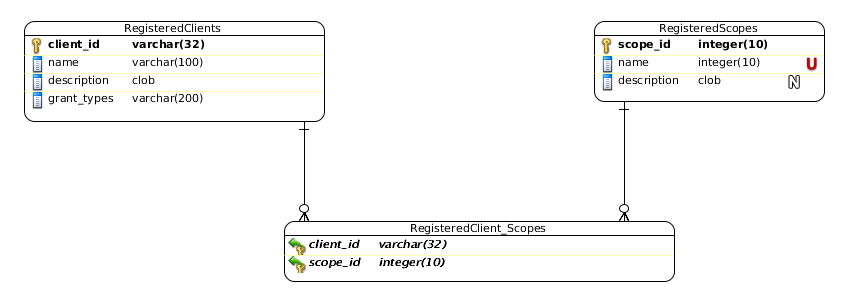 RegisteredClients
client_id varchar(32)
name varchar(100)
description clob
grant_types varchar(200)
RegisteredScopes
scope_id integer(10)
name integer(10) U
description clob N
RegisteredClient_Scopes
client_id varchar(32)
scope_id integer(10)